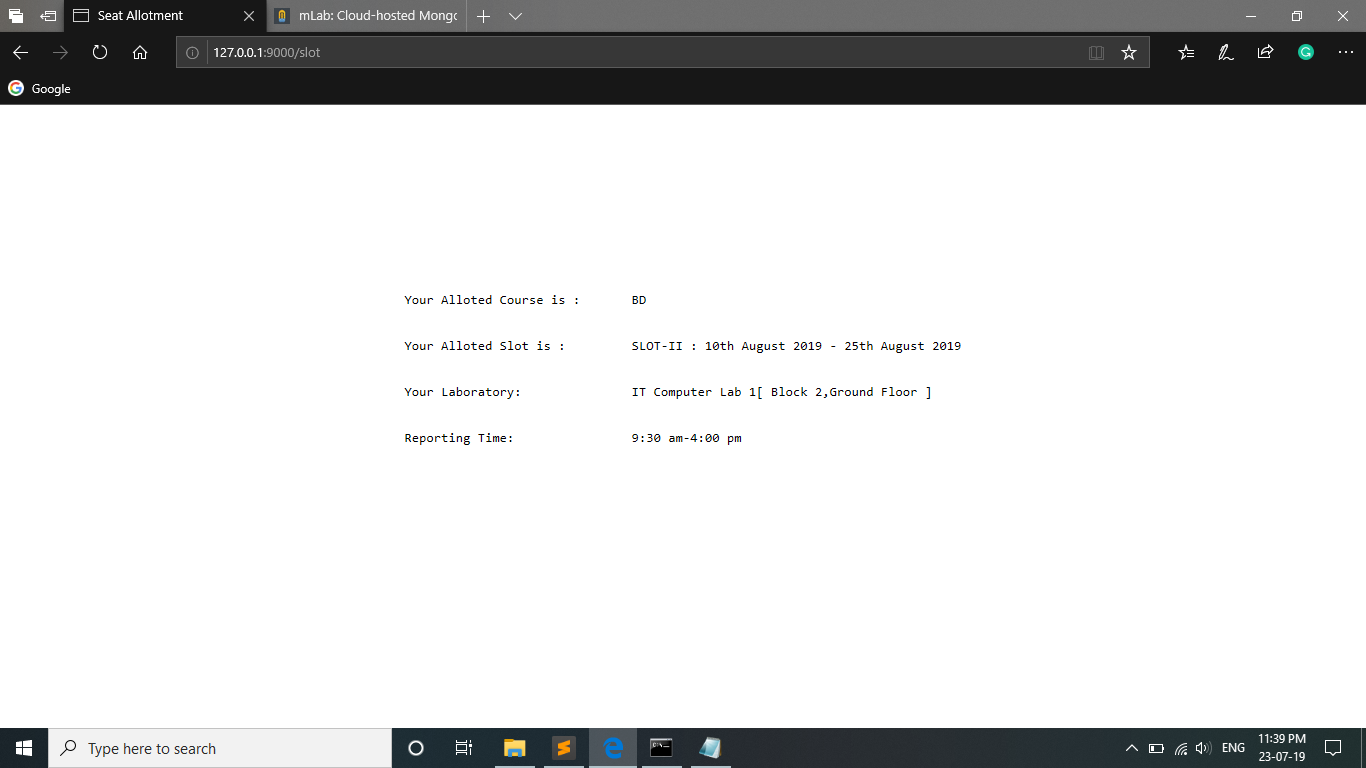 Seat Allotment
mLab: Cloud-hosted Mongo
127.0.0.1:9000/slot
Google
Your Alloted Course is : BD
Your Alloted Slot is : SLOT-II : 10th August 2019 - 25th August 2019
Your Laboratory: IT Computer Lab 1[ Block 2,Ground Floor ]
Reporting Time: 9:30 am-4:00 pm
Type here to search
ENG
11:39 PM
23-07-19